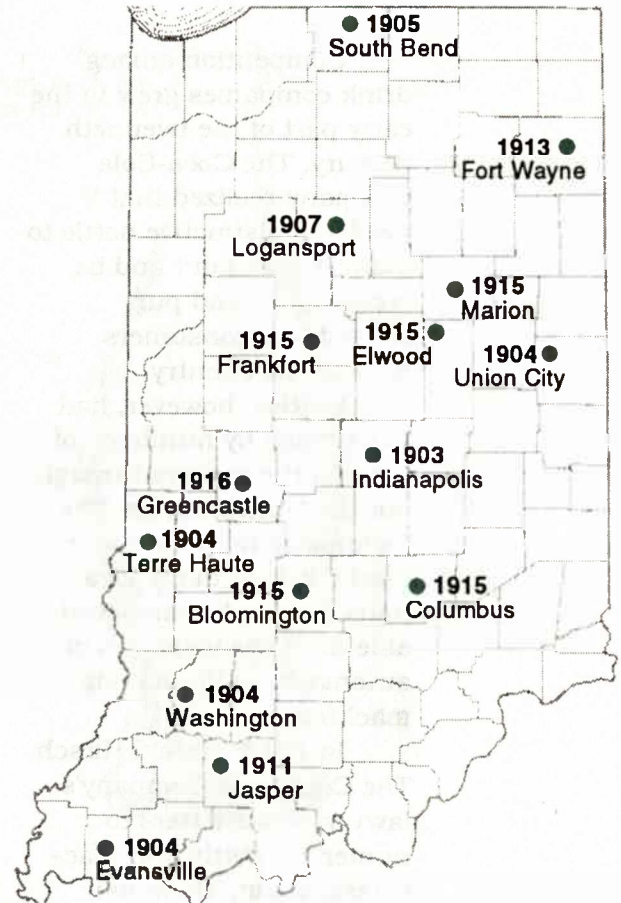 1905
South Bend
1913
Fort Wayne
1907
Logansport
1915
Marion
1915
Elwood
1915
Frankfort
1904
Union City
1903
Indianapolis
1916
Greencastle
1904
Terre Haute
1915
Bloomington
1915
Columbus
1904
Washington
1911
Jasper
1904
Evansville